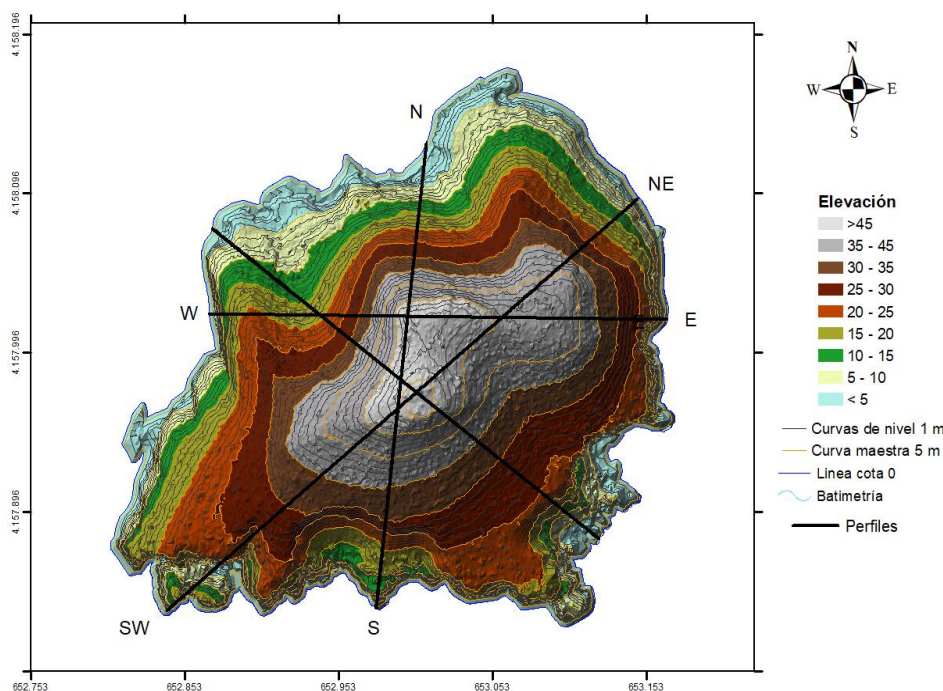 4.158.196
4.158.096
4.157.996
4.157.896
652.753
652.853
652.953
653.053
653.153
N
NE
W
E
SW
S
N
W E
S
Elevación
>45
35 - 45
30 - 35
25 - 30
20 - 25
15 - 20
10 - 15
5 - 10
< 5
Curvas de nivel 1 m
Curva maestra 5 m
Linea cota 0
Batimetría
Perfiles